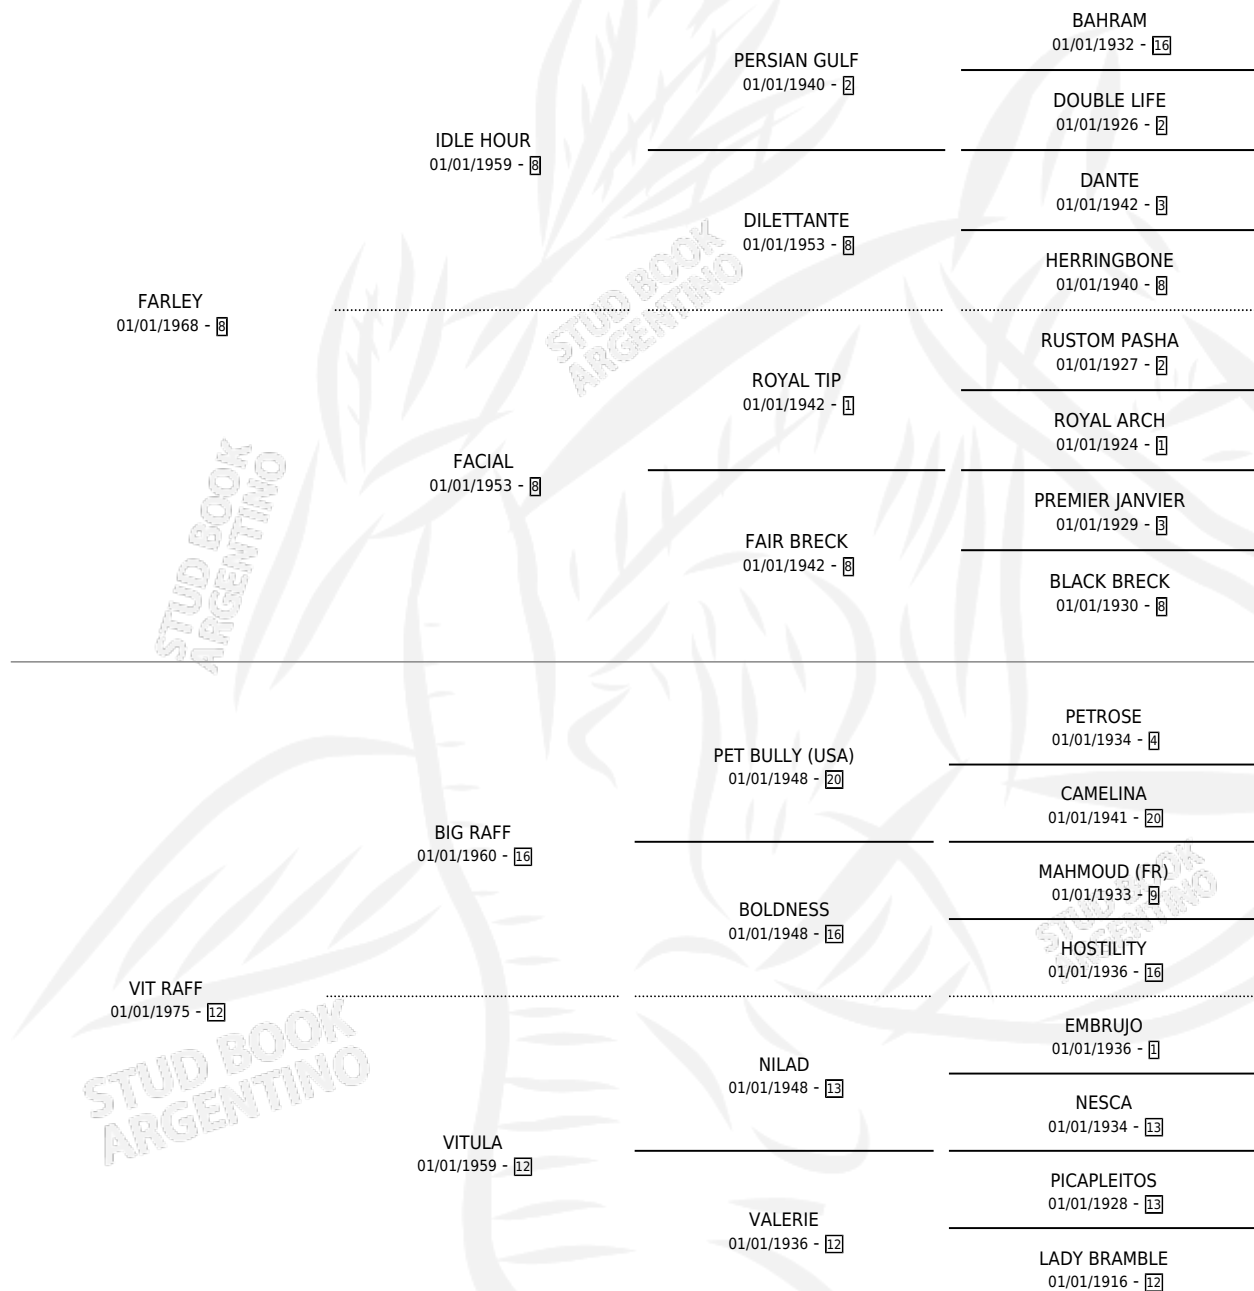 BAHRAM
01/01/1932 - 16
PERSIAN GULF
01/01/1940 - 2
DOUBLE LIFE
01/01/1926 - 2
IDLE HOUR
01/01/1959 - 8
DANTE
01/01/1942 - 3
DILETTANTE
01/01/1953 - 8
HERRINGBONE
01/01/1940 - 8
FARLEY
01/01/1968 - 8
RUSTOM PASHA
01/01/1927 - 2
ROYAL TIP
01/01/1942 - 1
ROYAL ARCH
01/01/1924 - 1
FACIAL
01/01/1953 - 8
PREMIER JANVIER
01/01/1929 - 3
FAIR BRECK
01/01/1942 - 8
BLACK BRECK
01/01/1930 - 8
STUD BOOK
ARGENTINO
STUD BOOK
ARGENTINO
PETROSE
01/01/1934 - 4
PET BULLY (USA)
01/01/1948 - 20
CAMELINA
01/01/1941 - 20
BIG RAFF
01/01/1960 - 16
MAHMOUD (FR)
01/01/1933 - 9
BOLDNESS
01/01/1948 - 16
HOSTILITY
01/01/1936 - 16
VIT RAFF
01/01/1975 - 12
EMBRUJO
01/01/1936 - 1
NILAD
01/01/1948 - 13
NESCA
01/01/1934 - 13
VITULA
01/01/1959 - 12
PICAPLEITOS
01/01/1928 - 13
VALERIE
01/01/1936 - 12
LADY BRAMBLE
01/01/1916 - 12
STUD BOOK
ARGENTINO
STUD BOOK
ARGENTINO